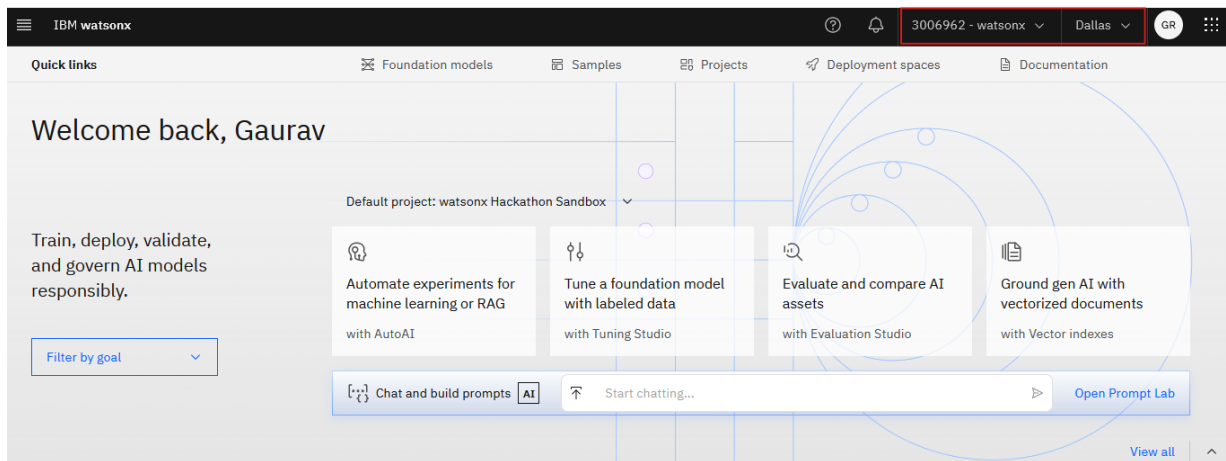 IBM watsonx
3006962 - watsonx
Dallas
GR
Quick links
Foundation models
Samples
Projects
Deployment spaces
Documentation
Welcome back, Gaurav
Default project: watsonx Hackathon Sandbox
Train, deploy, validate,
and govern AI models
responsibly.
Filter by goal
Automate experiments for
machine learning or RAG
with AutoAI
Tune a foundation model
with labeled data
with Tuning Studio
Evaluate and compare AI
assets
with Evaluation Studio
Ground gen AI with
vectorized documents
with Vector indexes
Chat and build prompts AI
Start chatting...
Open Prompt Lab
View all